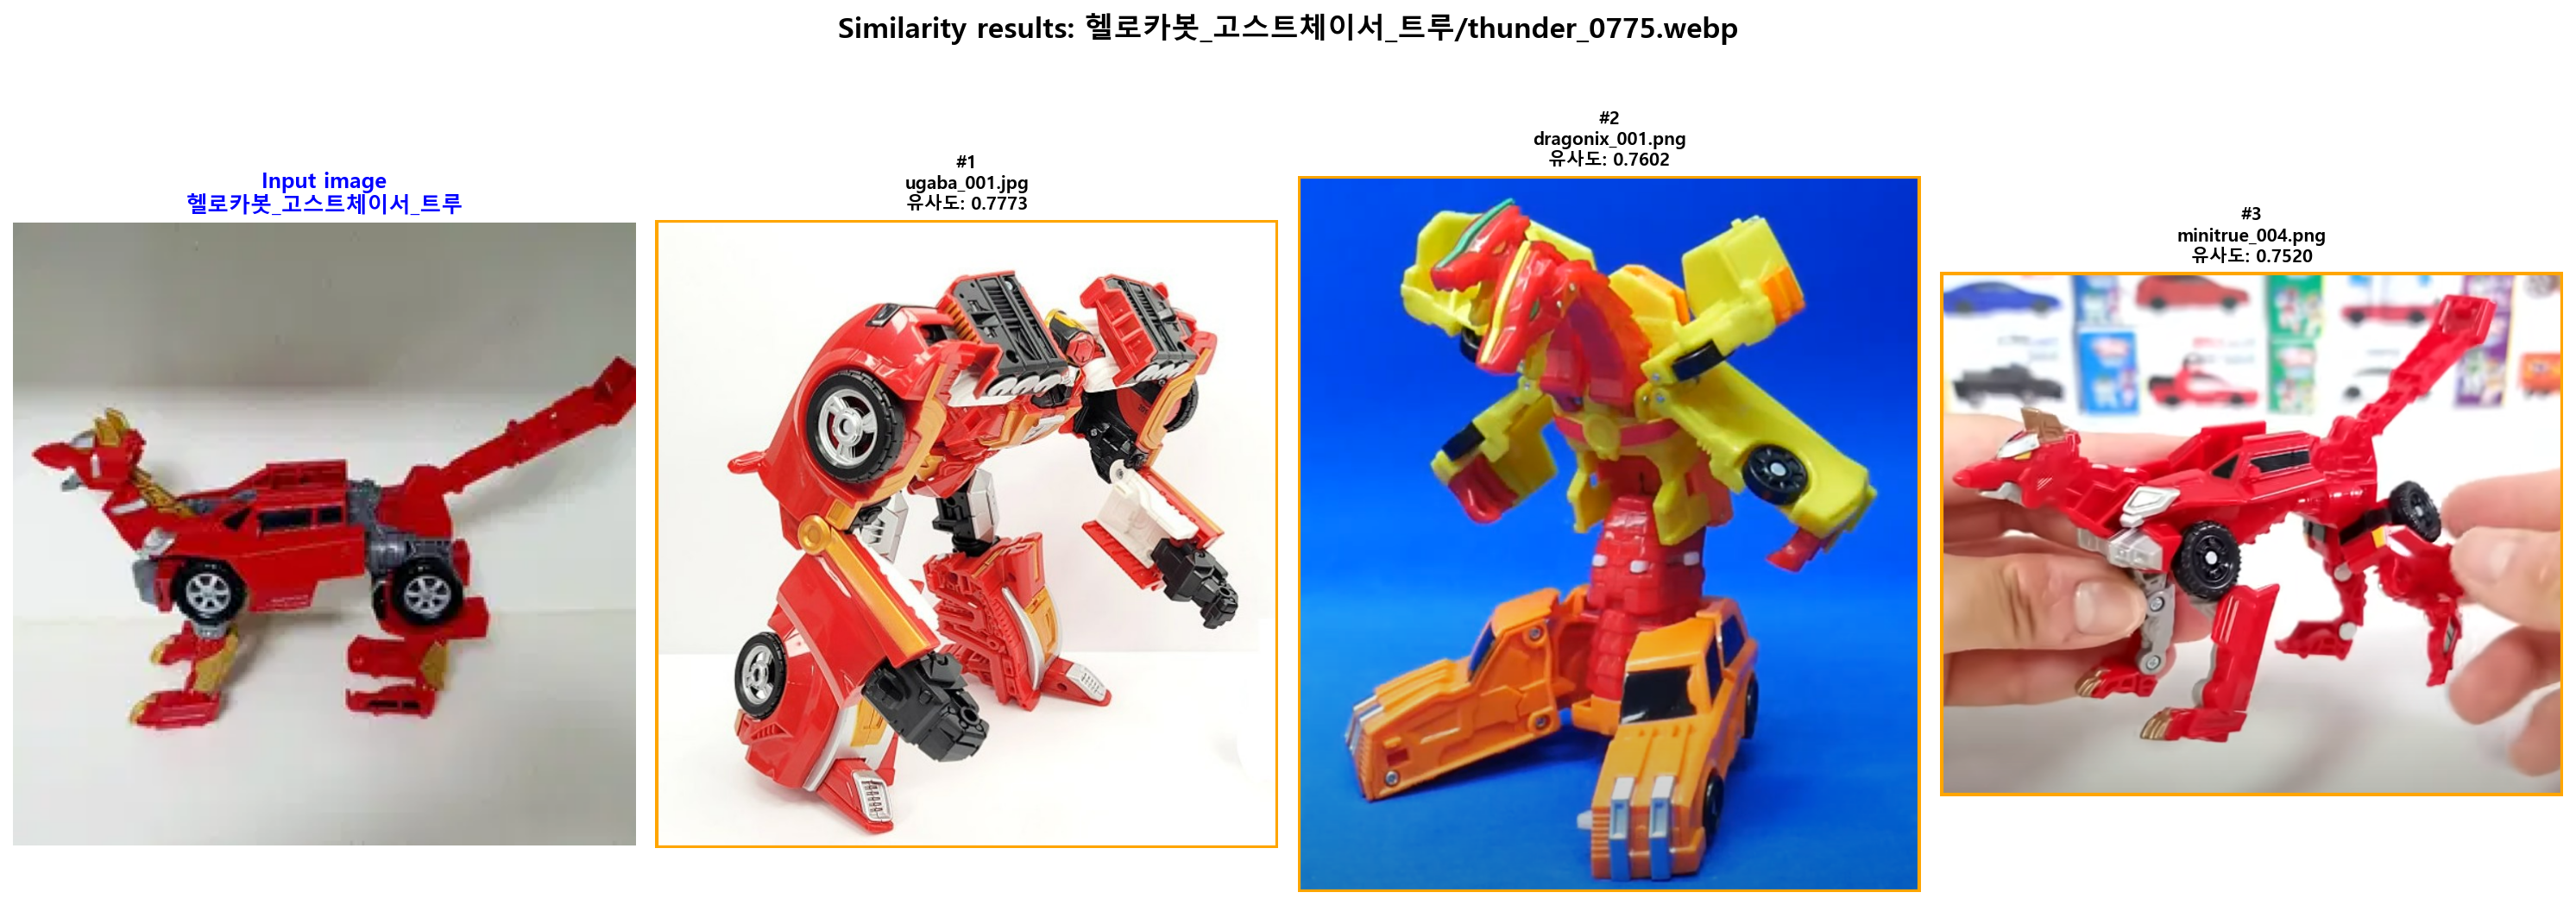 Similarity results: 헬로카봇_고스트체이서_트루/thunder_0775.webp
Input image
헬로카봇_고스트체이서_트루
#1
ugaba_001.jpg
유사도: 0.7773
#2
dragonix_001.png
유사도: 0.7602
#3
minitrue_004.png
유사도: 0.7520